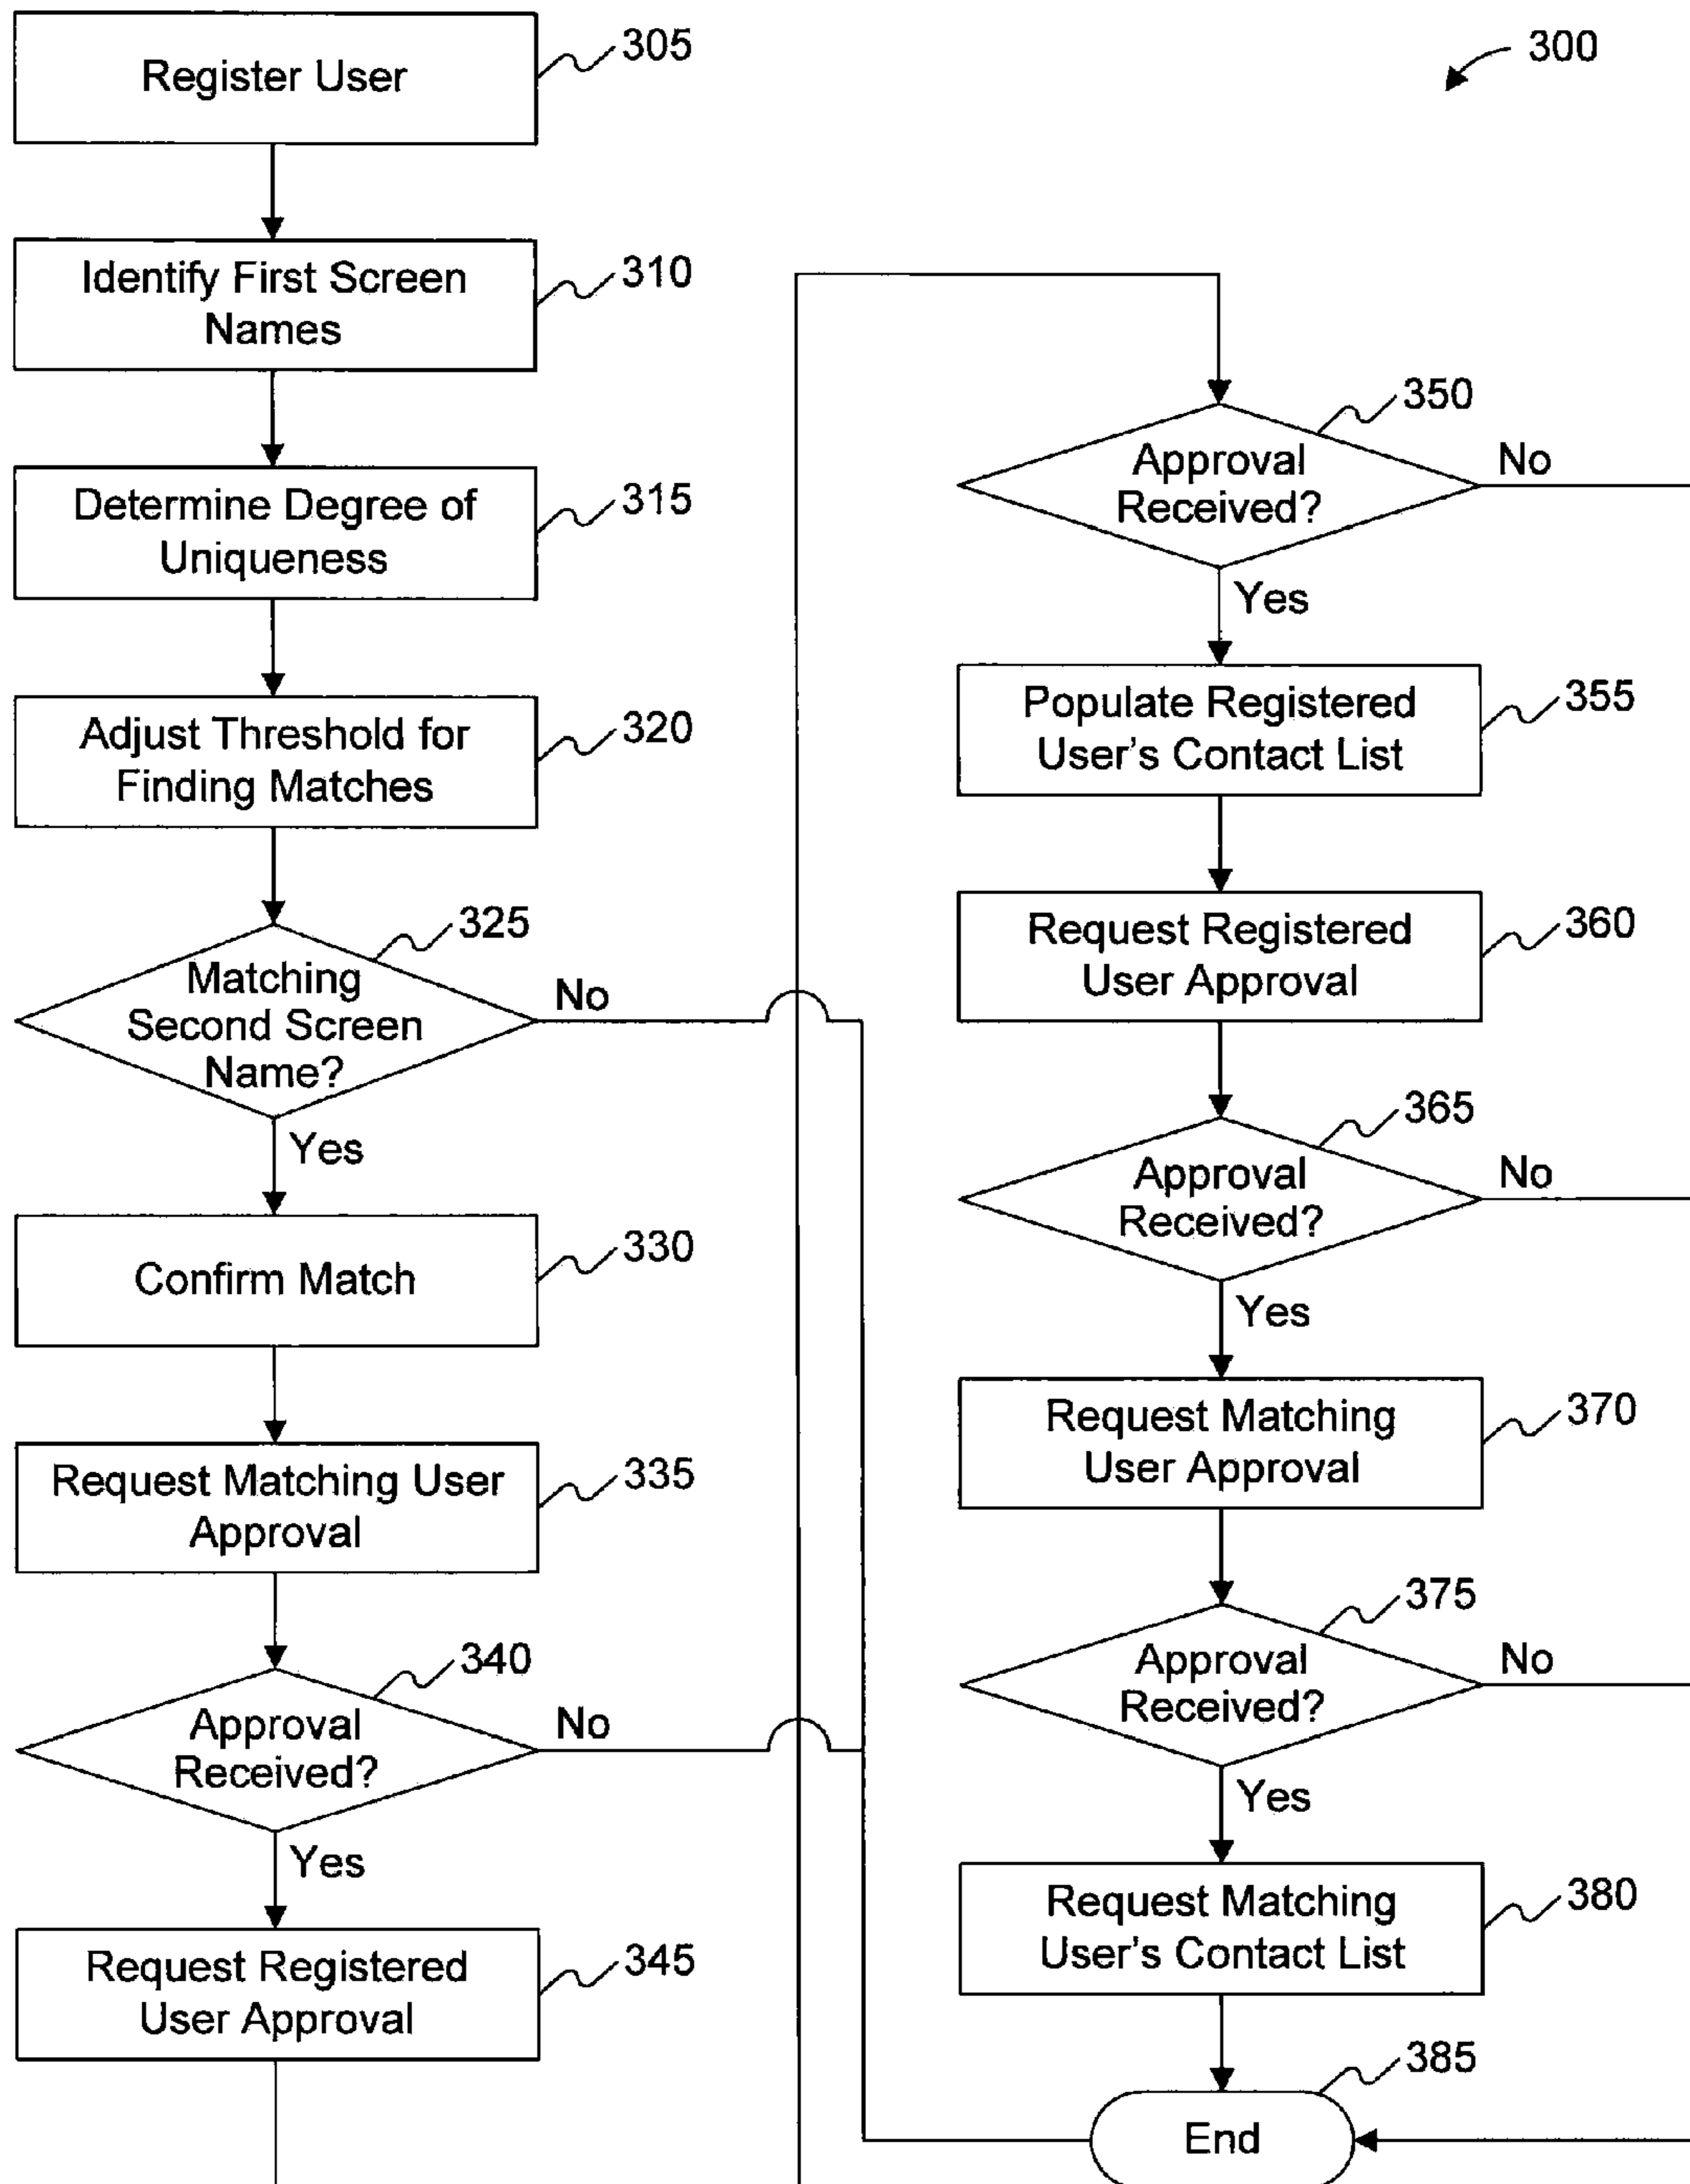 300
Register User
305
Identify First Screen
Names
310
Determine Degree of
Uniqueness
315
Adjust Threshold for
Finding Matches
320
325
Matching
Second Screen
Name?
No
Yes
Confirm Match
330
Request Matching User
Approval
335
340
Approval
Received?
No
Yes
Request Registered
User Approval
345
350
Approval
Received?
No
Yes
Populate Registered
User's Contact List
355
Request Registered
User Approval
360
365
Approval
Received?
No
Yes
Request Matching
User Approval
370
375
Approval
Received?
No
Yes
Request Matching
User's Contact List
380
385
End